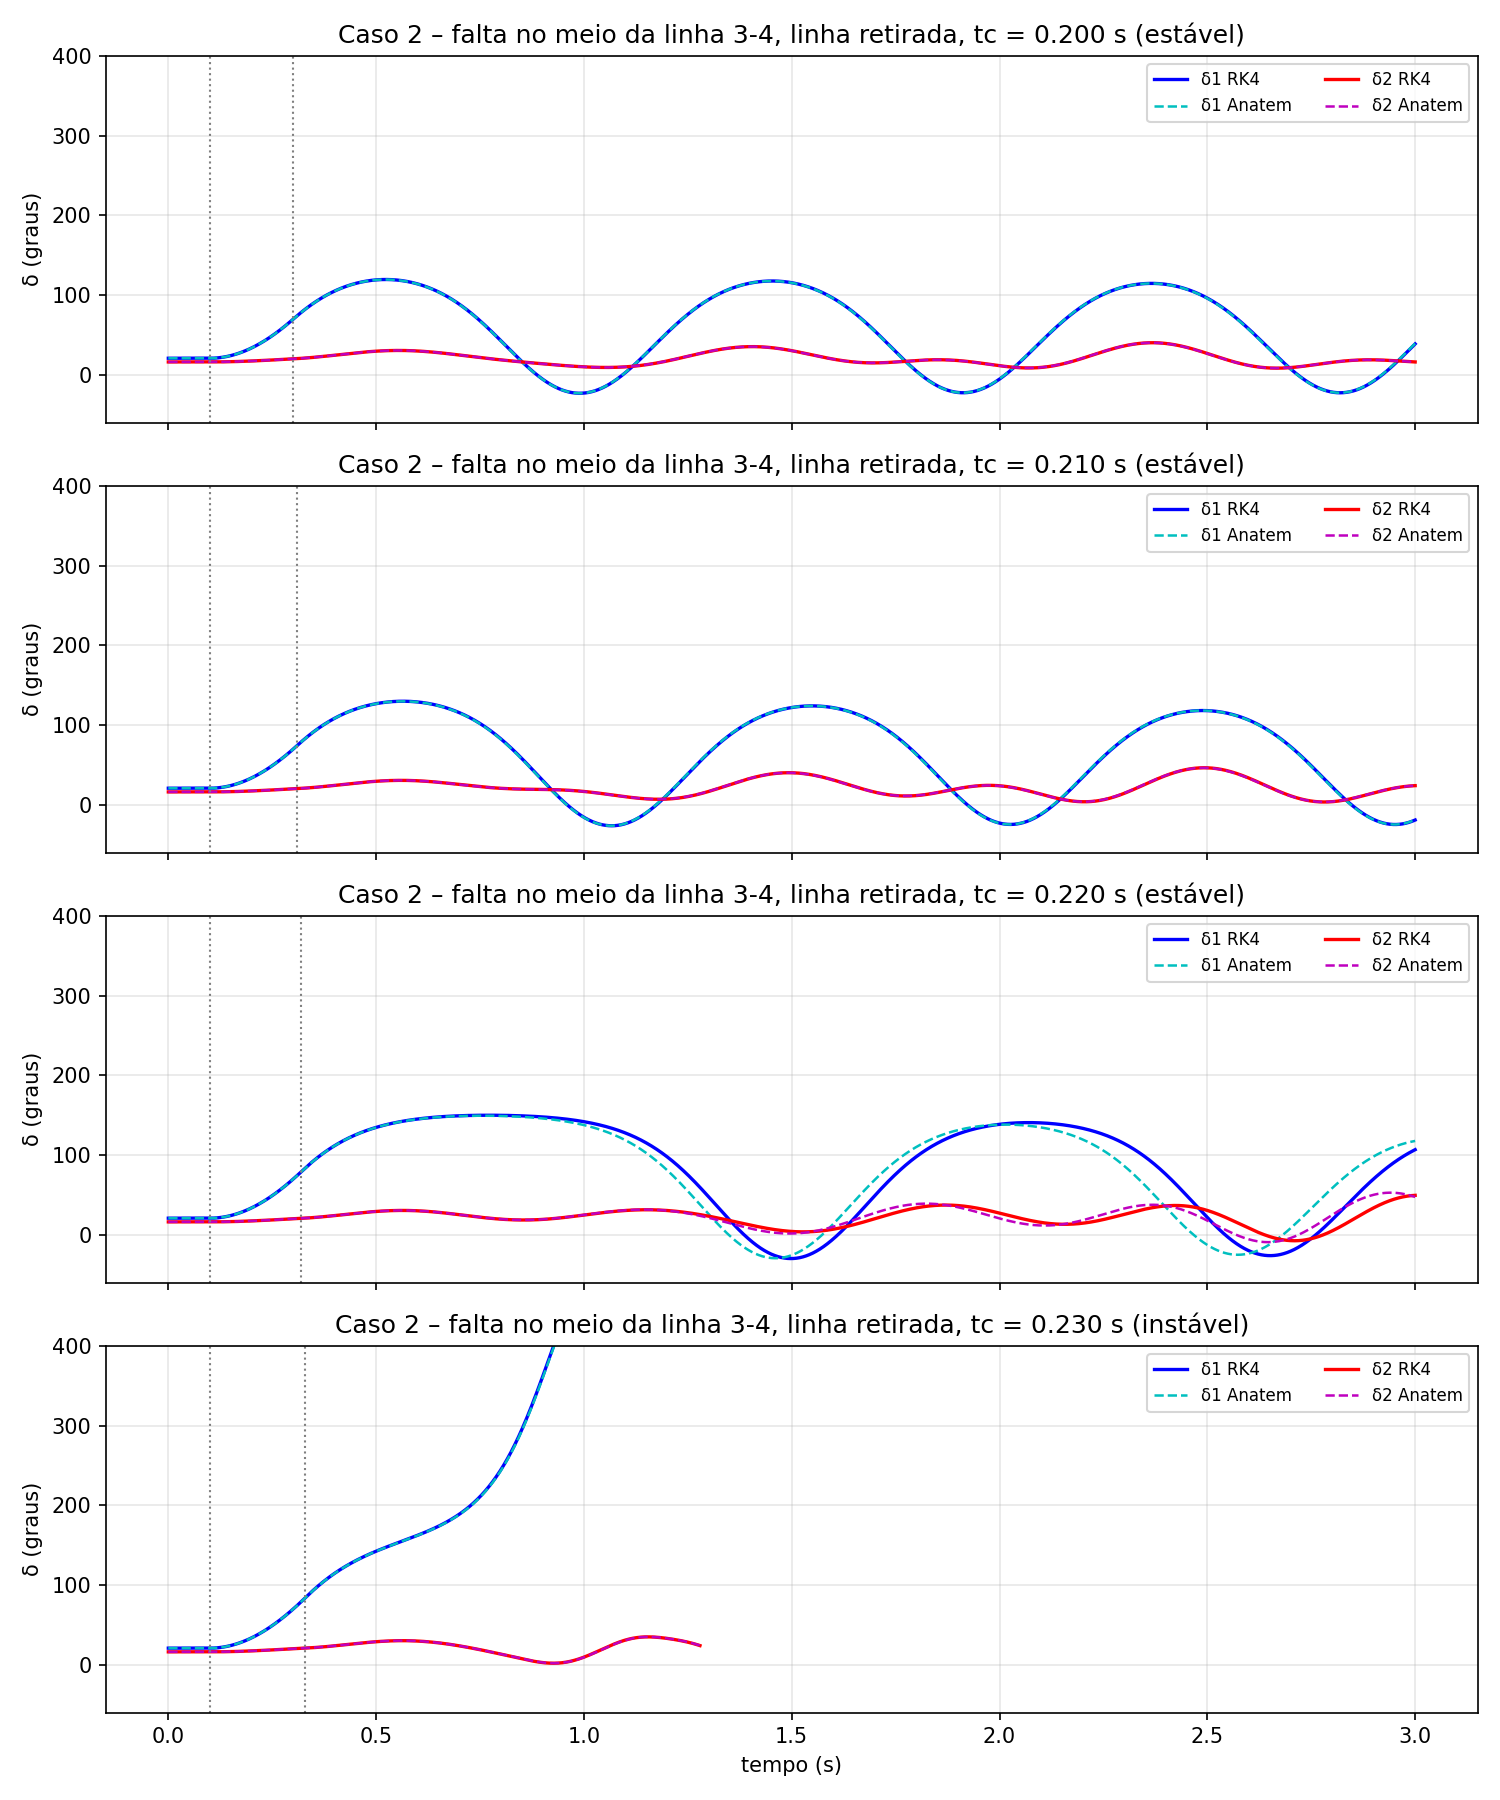 Caso 2 – falta no meio da linha 3-4, linha retirada, tc = 0.200 s (estável)
400
300
200
100
0
δ (graus)
δ1 RK4 δ2 RK4
δ1 Anatem δ2 Anatem
Caso 2 – falta no meio da linha 3-4, linha retirada, tc = 0.210 s (estável)
400
300
200
100
0
δ (graus)
δ1 RK4 δ2 RK4
δ1 Anatem δ2 Anatem
Caso 2 – falta no meio da linha 3-4, linha retirada, tc = 0.220 s (estável)
400
300
200
100
0
δ (graus)
δ1 RK4 δ2 RK4
δ1 Anatem δ2 Anatem
Caso 2 – falta no meio da linha 3-4, linha retirada, tc = 0.230 s (instável)
400
300
200
100
0
δ (graus)
δ1 RK4 δ2 RK4
δ1 Anatem δ2 Anatem
0.0 0.5 1.0 1.5 2.0 2.5 3.0
tempo (s)